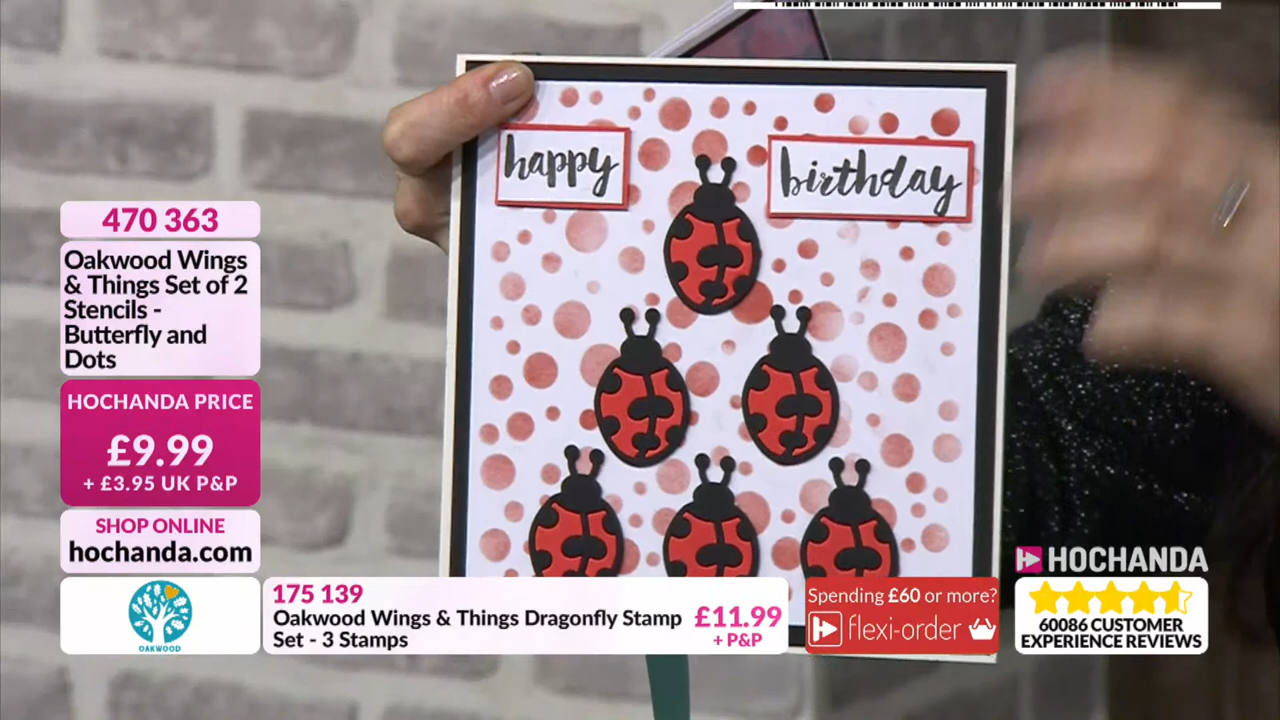 happy
birthday
470 363
Oakwood Wings
& Things Set of 2
Stencils -
Butterfly and
Dots
HOCHANDA PRICE
£9.99
+ £3.95 UK P&P
SHOP ONLINE
hochanda.com
OAKWOOD
175 139
Oakwood Wings & Things Dragonfly Stamp
Set - 3 Stamps
£11.99
+ P&P
Spending £60 or more?
flexi-order
HOCHANDA
60086 CUSTOMER
EXPERIENCE REVIEWS